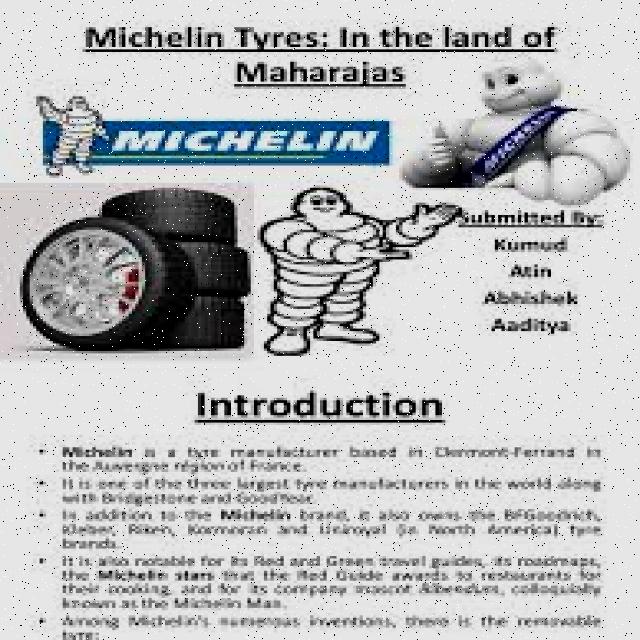 Michelin Tyres: In the land of
Maharajas
MICHELIN
MICHELIN
Submitted By:
Kumud
Atin
Abhishek
Aaditya
Introduction
• Michelin is a tyre manufacturer based in Clermont-Ferrand in
the Auvergne région of France.
• It is one of the three largest tyre manufacturers in the world along
with Bridgestone and GoodYear.
• In addition to the Michelin brand, it also owns the BFGoodrich,
Kleber, Riken, Kormoran and Uniroyal (in North America) tyre
brands.
• It is also notable for its Red and Green travel guides, its roadmaps,
the Michelin stars that the Red Guide awards to restaurants for
their cooking, and for its company mascot Bibendum, colloquially
known as the Michelin Man.
• Among Michelin's numerous inventions, there is the removable
tyre;